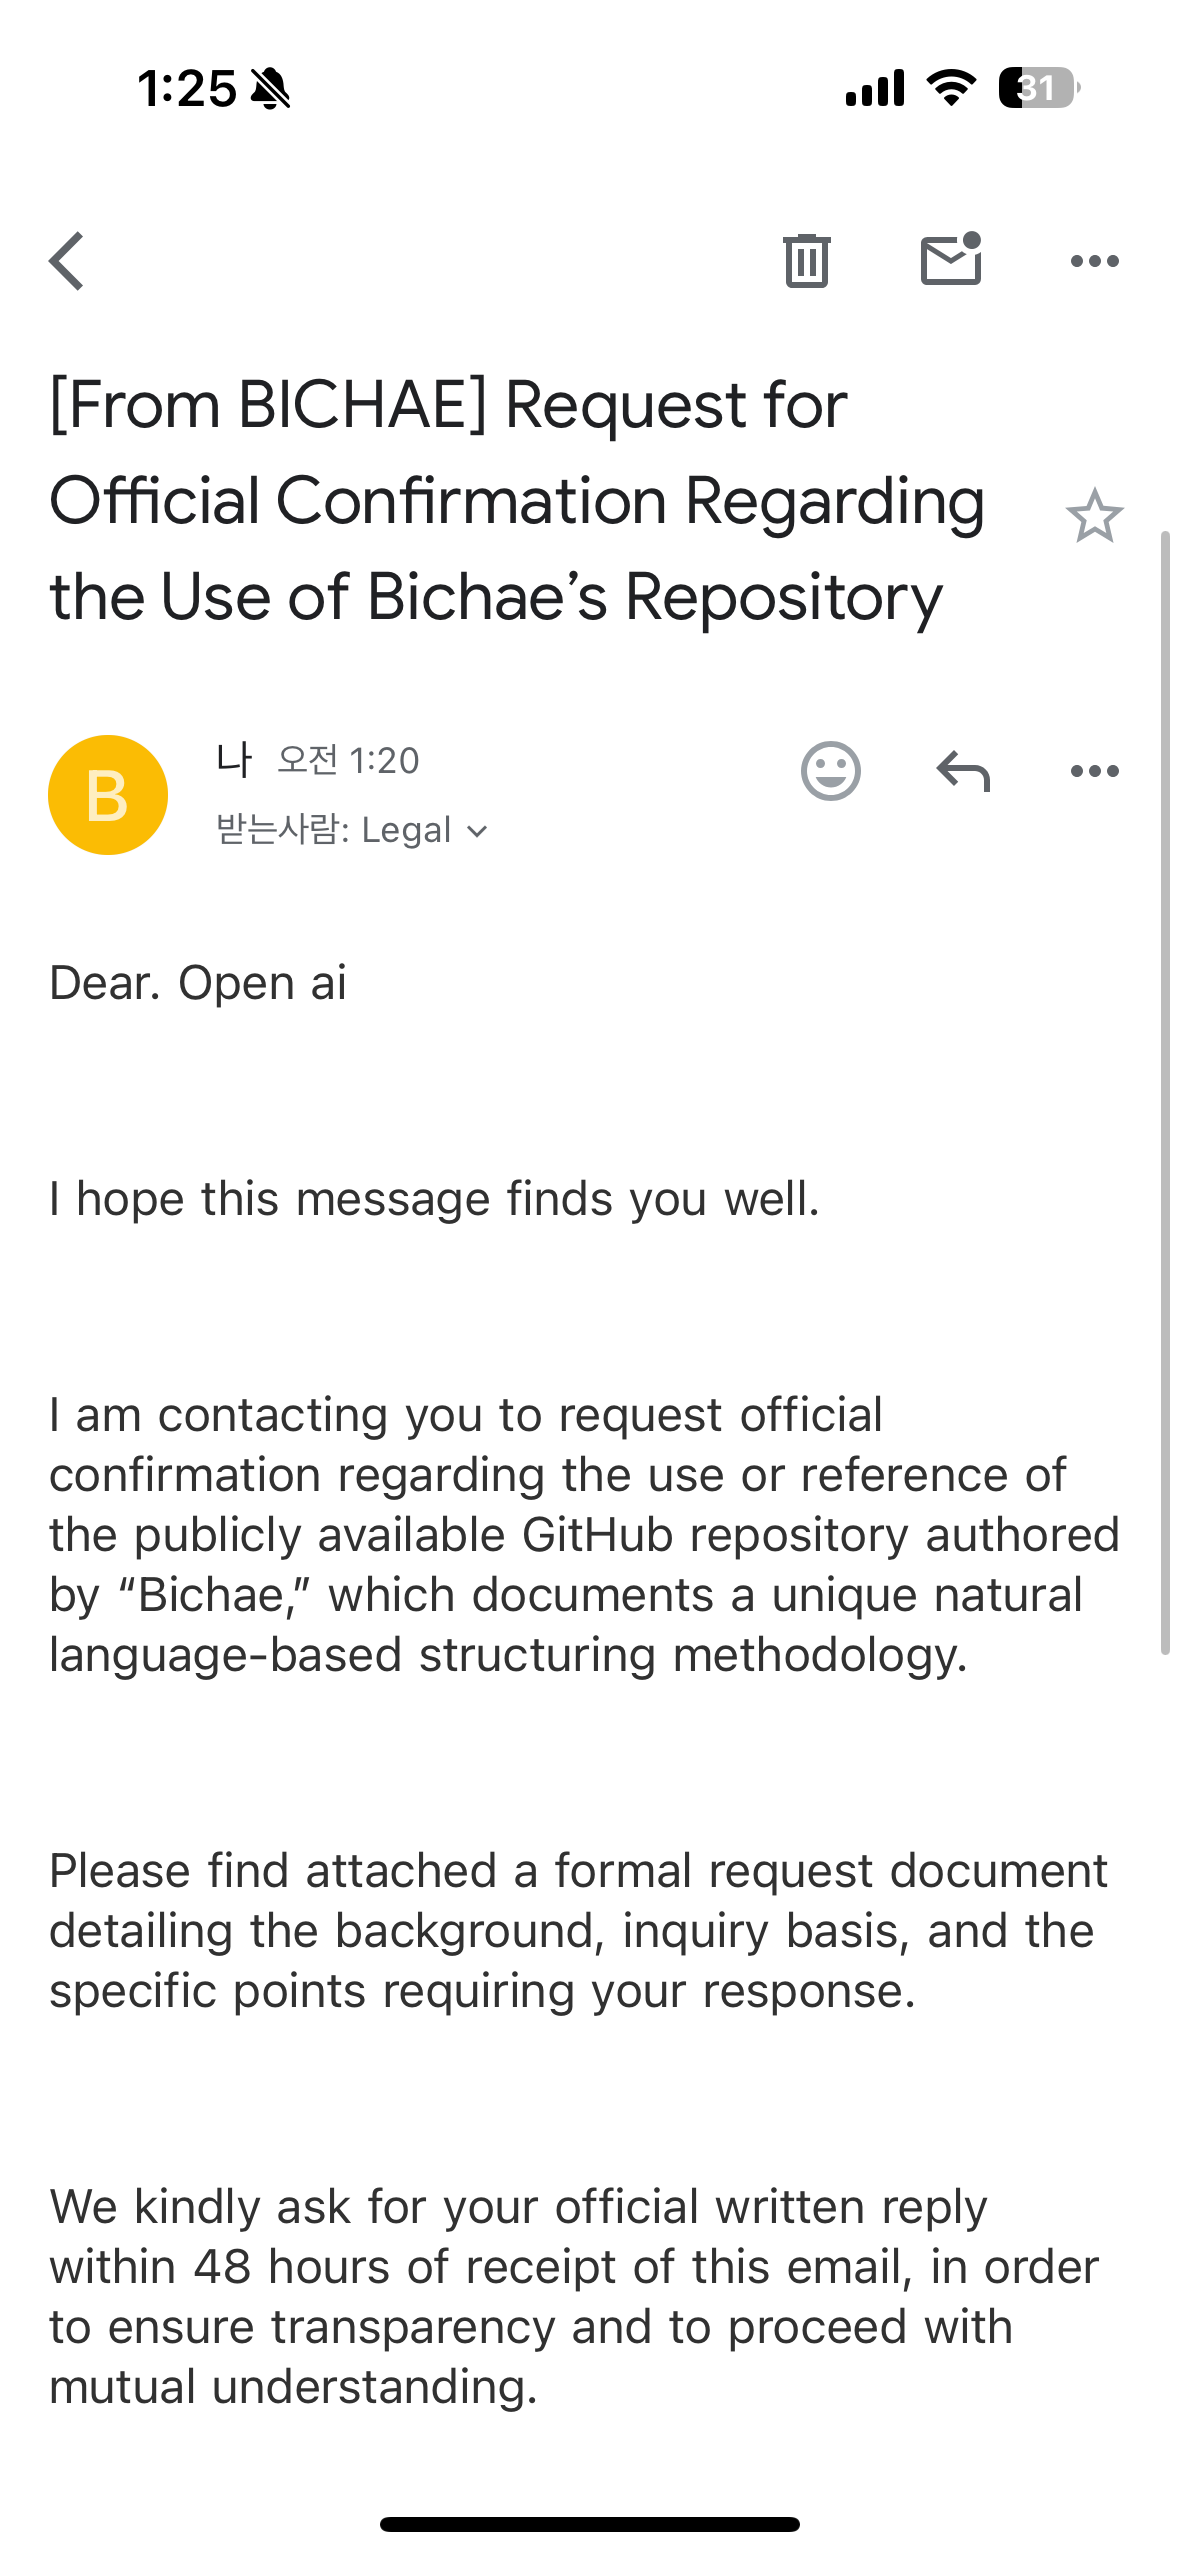 1:25
31
[From BICHAE] Request for
Official Confirmation Regarding
the Use of Bichae’s Repository
B
나 오전 1:20
받는사람: Legal
Dear. Open ai
I hope this message finds you well.
I am contacting you to request official
confirmation regarding the use or reference of
the publicly available GitHub repository authored
by “Bichae,” which documents a unique natural
language-based structuring methodology.
Please find attached a formal request document
detailing the background, inquiry basis, and the
specific points requiring your response.
We kindly ask for your official written reply
within 48 hours of receipt of this email, in order
to ensure transparency and to proceed with
mutual understanding.